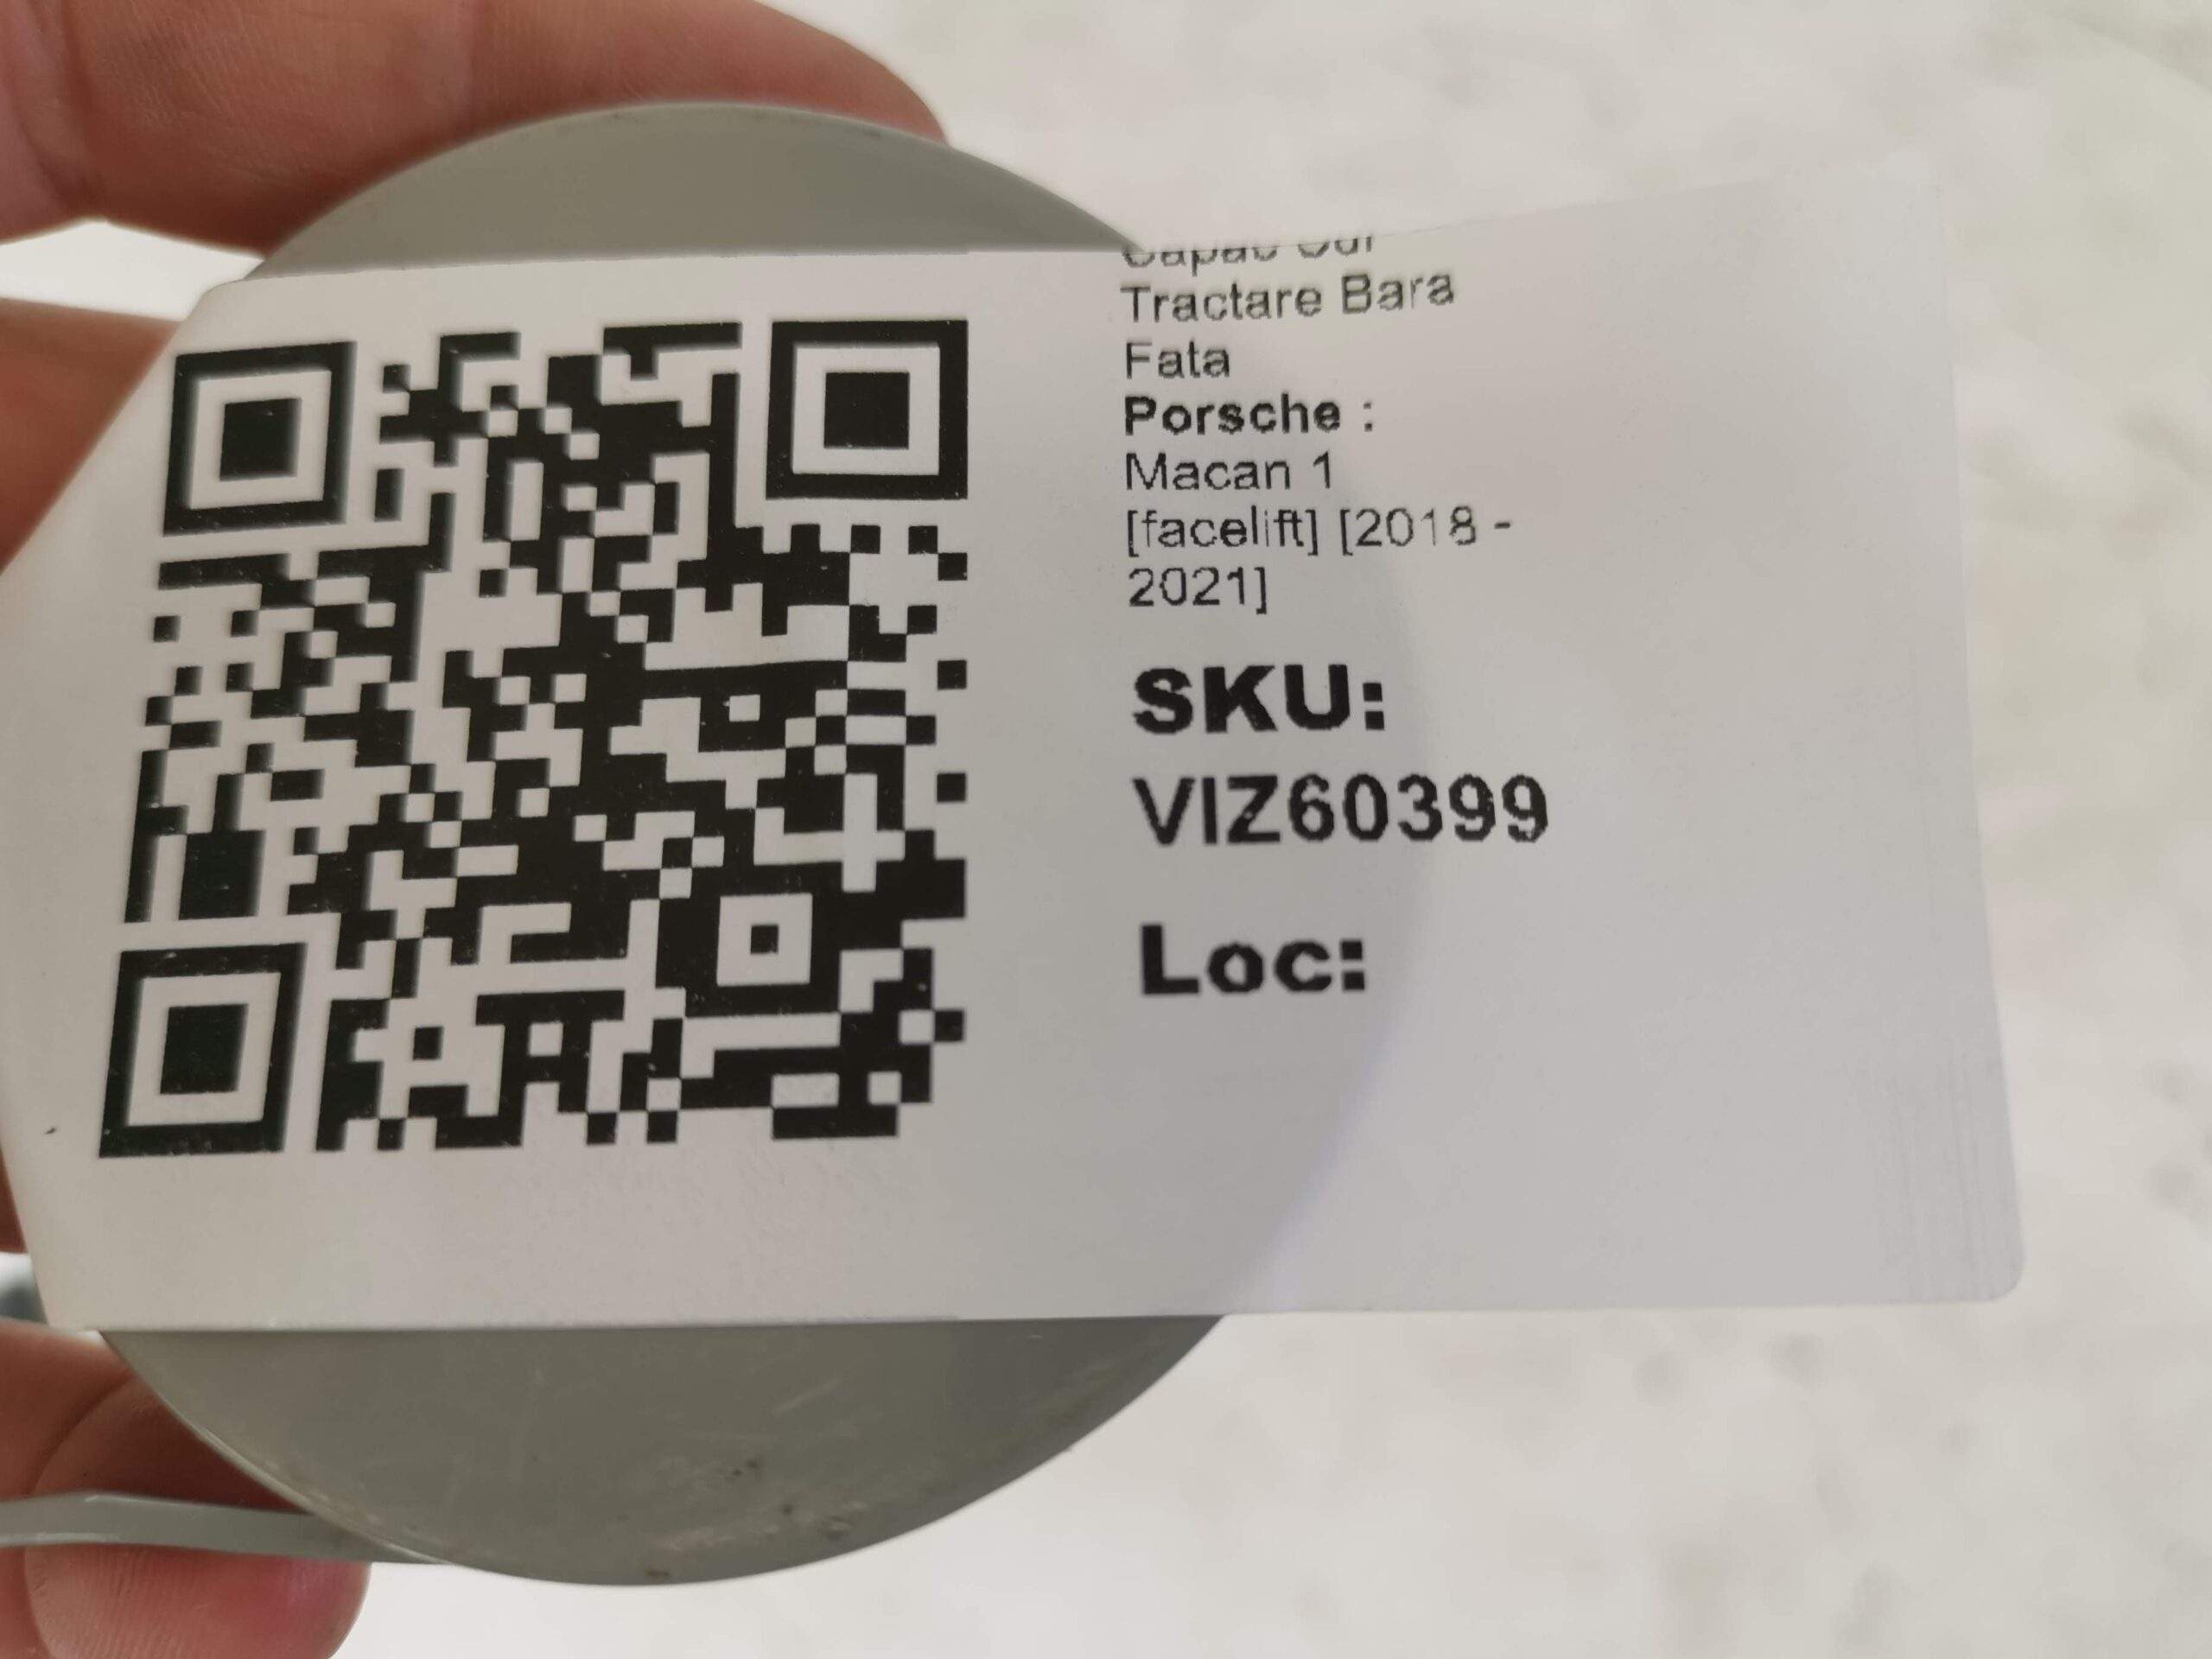 Tractare Bara
Fata
Porsche :
Macan 1
[facelift] [2018 -
2021]
SKU:
VIZ60399
Loc: